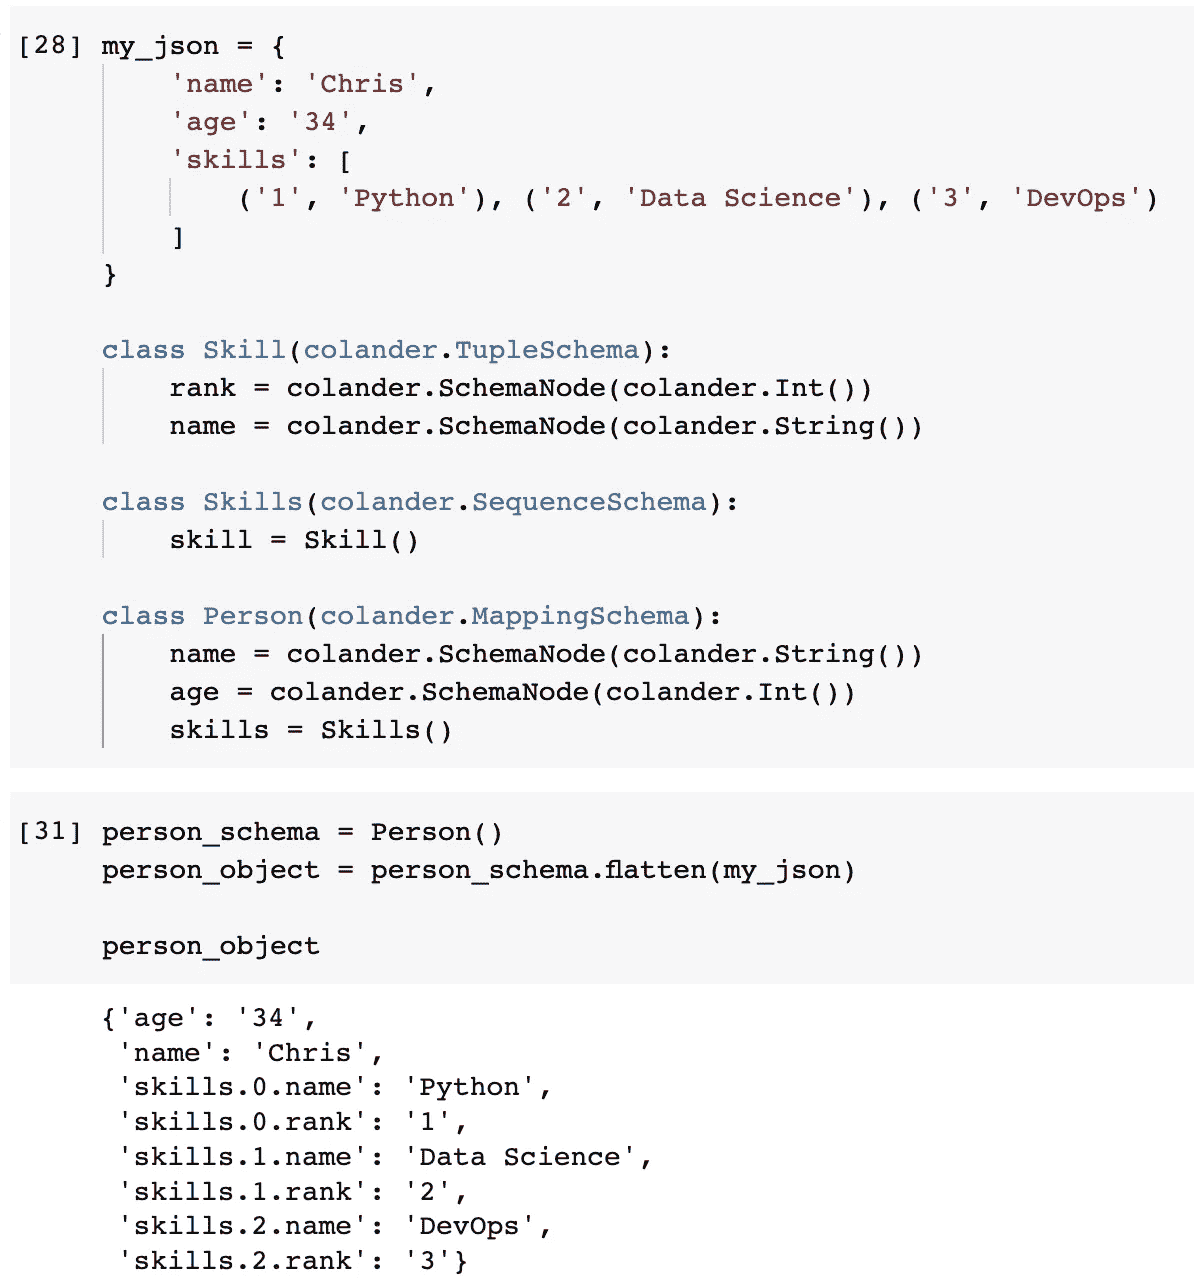 [28] my_json = {
'name': 'Chris',
'age': '34',
'skills': [
('1', 'Python'), ('2', 'Data Science'), ('3', 'DevOps')
]
}
class Skill(colander.TupleSchema):
rank = colander.SchemaNode(colander.Int())
name = colander.SchemaNode(colander.String())
class Skills(colander.SequenceSchema):
skill = Skill()
class Person(colander.MappingSchema):
name = colander.SchemaNode(colander.String())
age = colander.SchemaNode(colander.Int())
skills = Skills()
[31] person_schema = Person()
person_object = person_schema.flatten(my_json)
person_object
{'age': '34',
'name': 'Chris',
'skills.0.name': 'Python',
'skills.0.rank': '1',
'skills.1.name': 'Data Science',
'skills.1.rank': '2',
'skills.2.name': 'DevOps',
'skills.2.rank': '3'}